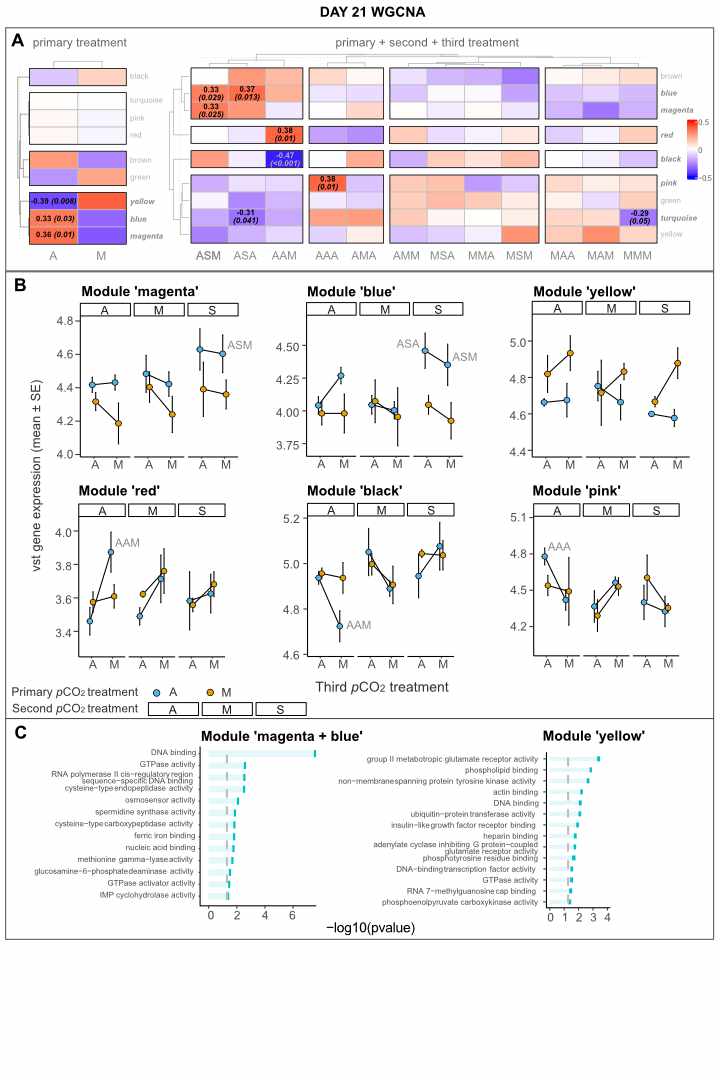 DAY 21 WGCNA
A
primary treatment
primary + second + third treatment
black
turquoise
pink
red
brown
green
yellow
blue
magenta
-0.39 (0.008)
0.33 (0.03)
0.36 (0.01)
A M
0.33 (0.029)
0.37 (0.013)
0.33 (0.025)
0.38 (0.01)
-0.47 (<0.001)
0.38 (0.01)
-0.31 (0.041)
-0.29 (0.05)
brown
blue
magenta
red
black
pink
green
turquoise
yellow
0.5
0
-0.5
ASM ASA AAM AAA AMA AMM MSA MMA MSM MAA MAM MMM
B
vst gene expression (mean ± SE)
Module 'magenta'
A M S
4.8
4.6
4.4
4.2
4.0
ASM
A M A M A M
Module 'blue'
A M S
4.50
4.25
4.00
3.75
ASA
ASM
A M A M A M
Module 'yellow'
A M S
5.0
4.8
4.6
4.4
A M A M A M
Module 'red'
A M S
4.0
3.8
3.6
3.4
AAM
A M A M A M
Module 'black'
A M S
5.2
5.0
4.8
4.6
AAM
A M A M A M
Module 'pink'
A M S
5.1
4.8
4.5
4.2
AAA
A M A M A M
Third pCO2 treatment
Primary pCO2 treatment A M
Second pCO2 treatment A M S
C
Module 'magenta + blue'
DNA binding
GTPase activity
RNA polymerase II cis-regulatory region
sequence-specific DNA binding
cysteine-type endopeptidase activity
osmosensor activity
spermidine synthase activity
cysteine-type carboxypeptidase activity
ferric iron binding
nucleic acid binding
methionine gamma-lyase activity
glucosamine-6-phosphate deaminase activity
GTPase activator activity
IMP cyclohydrolase activity
0 2 4 6
Module 'yellow'
group II metabotropic glutamate receptor activity
phospholipid binding
non-membrane spanning protein tyrosine kinase activity
actin binding
DNA binding
ubiquitin-protein transferase activity
insulin-like growth factor receptor binding
heparin binding
adenylate cyclase inhibiting G protein-coupled
glutamate receptor activity
phosphotyrosine residue binding
DNA-binding transcription factor activity
GTPase activity
RNA 7-methylguanosine cap binding
phosphoenolpyruvate carboxykinase activity
0 1 2 3 4
−log10(pvalue)